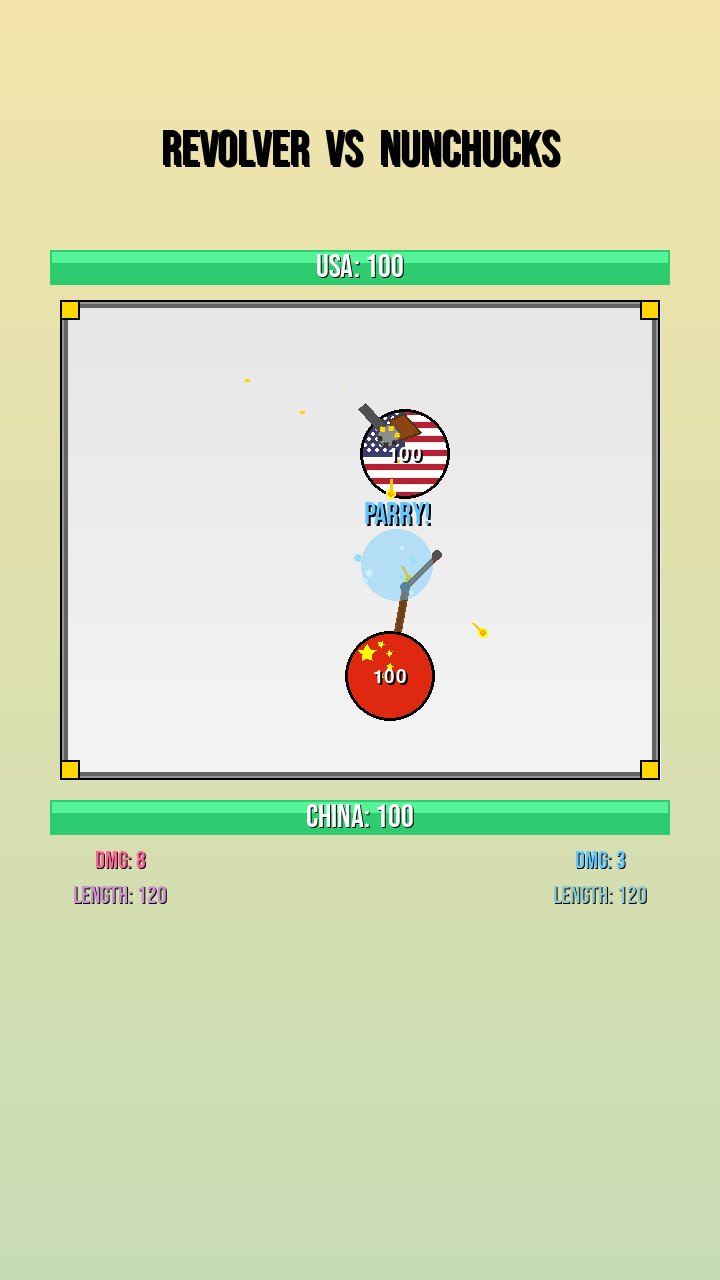 REVOLVER VS NUNCHUCKS
USA: 100
100
PARRY!
100
CHINA: 100
DMG: 8
DMG: 3
LENGTH: 120
LENGTH: 120